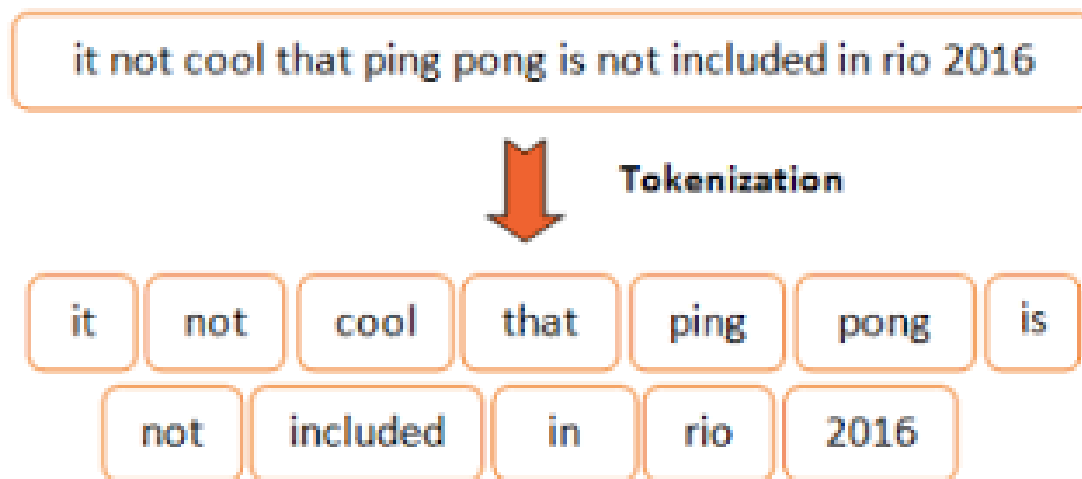 it not cool that ping pong is not included in rio 2016
Tokenization
it not cool that ping pong is
not included in rio 2016